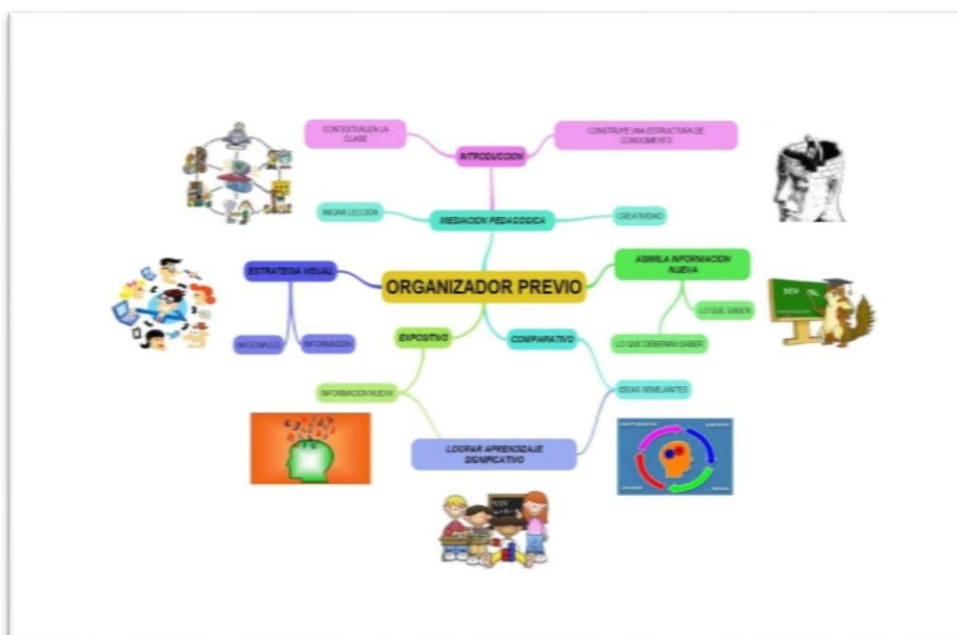 CONTEXTUALIZA LA
CLASE
CONSTRUYE UNA ESTRUCTURA DE
CONOCIMIENTO
INTRODUCCION
INICIAR LECCION
MEDIACION PEDAGOGICA
CREATIVIDAD
ESTRATEGIA VISUAL
ORGANIZADOR PREVIO
ASIMILA INFORMACION
NUEVA
LO QUE SABEN
LO QUE DEBERIAN SABER
MATERIALES
INFORMACION
EXPOSITIVO
COMPARATIVO
INFORMACION NUEVA
IDEAS SEMEJANTES
LOGRAR APRENDIZAJE
SIGNIFICATIVO